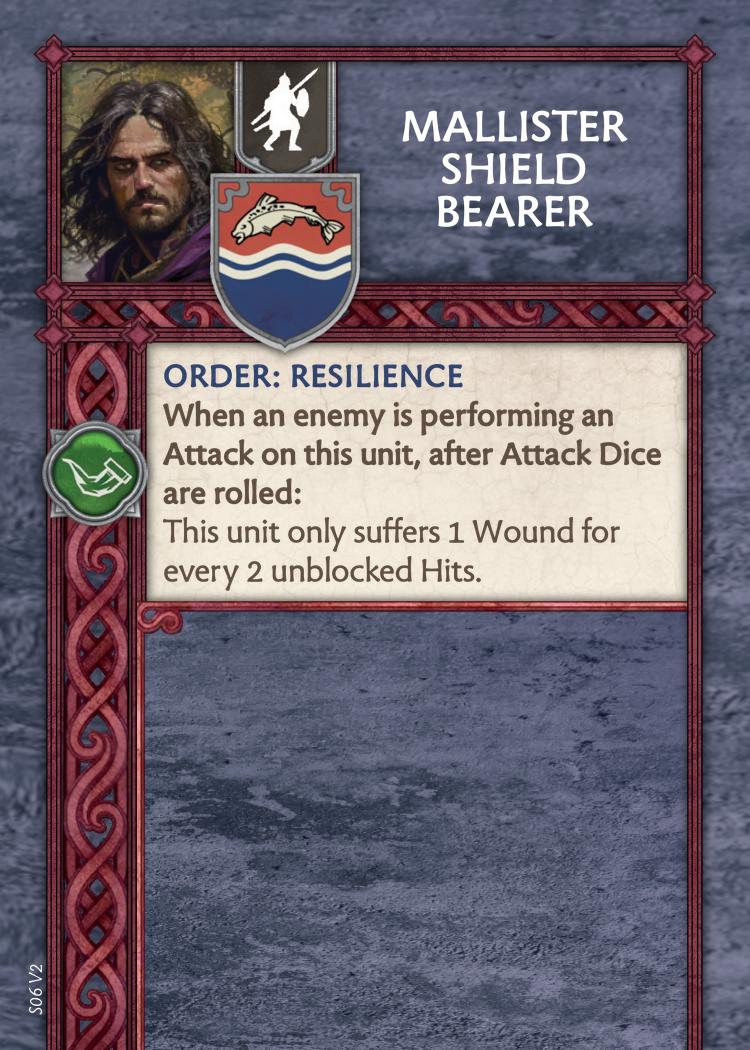 MALLISTER
SHIELD
BEARER
ORDER: RESILIENCE
When an enemy is performing an
Attack on this unit, after Attack Dice
are rolled:
This unit only suffers 1 Wound for
every 2 unblocked Hits.
S06 V2